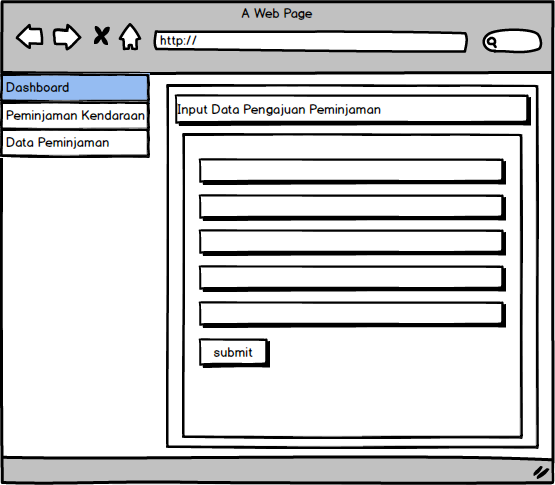 A Web Page
http://
Dashboard
Peminjaman Kendaraan
Data Peminjaman
Input Data Pengajuan Peminjaman
submit